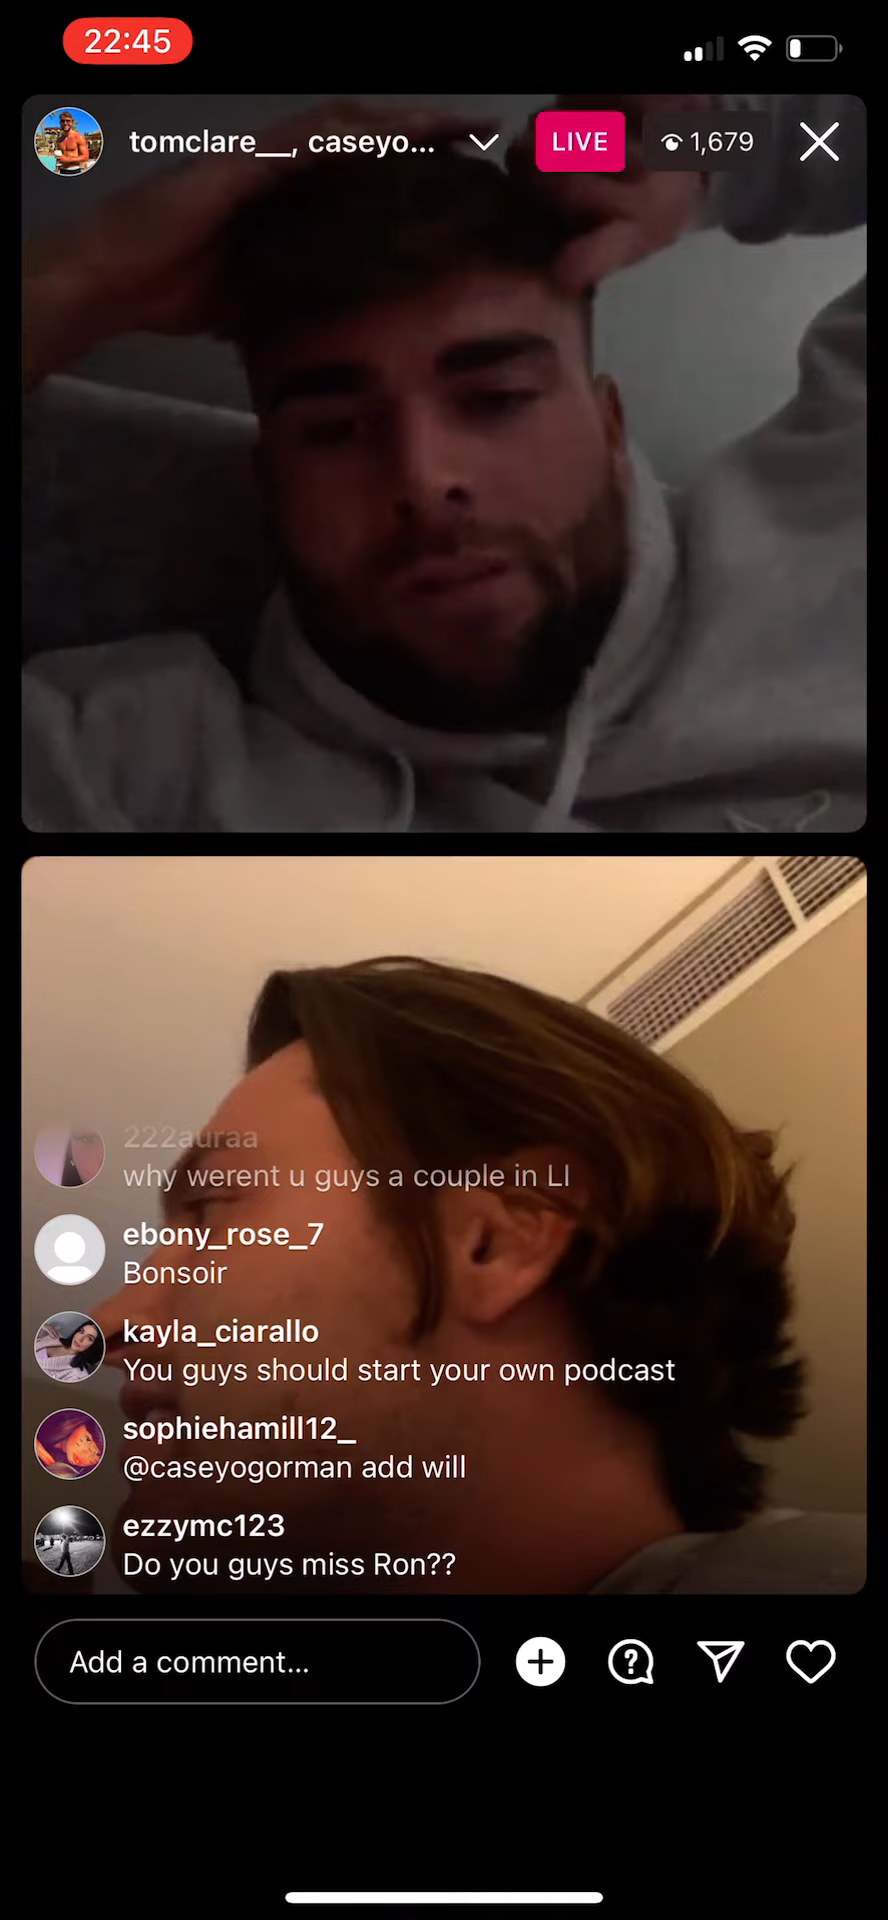 22:45
tomclare__, caseyo...
LIVE
1,679
222auraa
why werent u guys a couple in LI
ebony_rose_7
Bonsoir
kayla_ciarallo
You guys should start your own podcast
sophiehamill12_
@caseyogorman add will
ezzymc123
Do you guys miss Ron??
Add a comment...